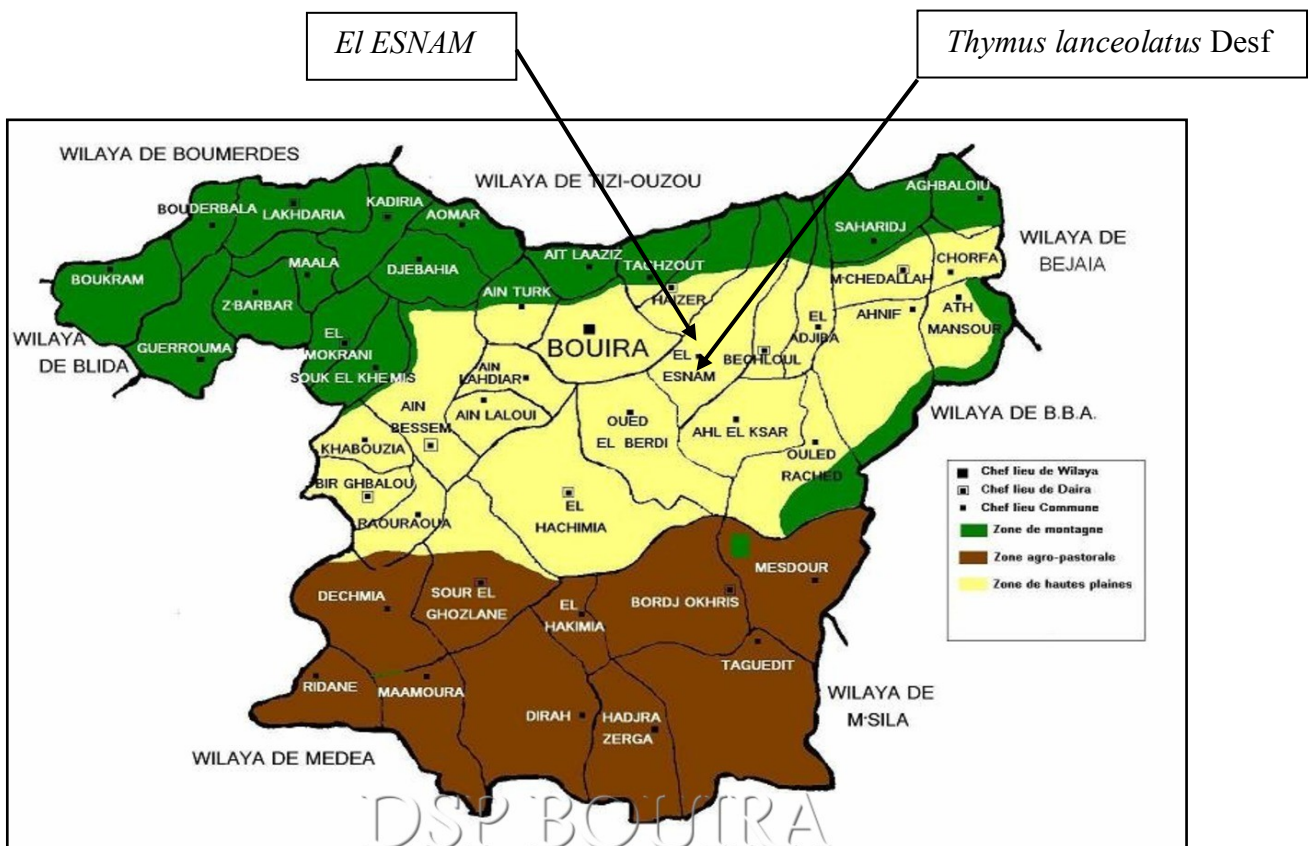 El ESNAM
Thymus lanceolatus Desf
WILAYA DE BOUMERDES
WILAYA DE TIZI-OUZOU
AGHBALOIU
BOUDERBALA
LAKHDARIA
KADIRIA
AOMAR
SAHARIDJ
WILAYA DE
BEJAIA
BOUKRAM
MAALA
DJEBAHIA
AIT LAAZIZ
TACHZOUT
M'CHEDALLAH
CHORFA
Z'BARBAR
AIN TURK
HAIZER
AHNIF
ATH
MANSOUR
WILAYA
DE BLIDA
GUERROUMA
EL
MOKRANI
SOUK EL KHEMIS
BOUIRA
EL
ESNAM
BECHLOUL
EL
ADJIBA
AIN
LAHDIAR
AIN LALOUI
AIN
BESSEM
OUED
EL BERDI
AHL EL KSAR
WILAYA DE B.B.A.
KHABOUZIA
OULED
RACHED
BIR GHBALOU
RAOURAOUA
EL
HACHIMIA
Chef lieu de Wilaya
Chef lieu de Daira
Chef lieu Commune
Zone de montagne
Zone agro-pastorale
Zone de hautes plaines
DECHMIA
SOUR EL
GHOZLANE
EL
HAKIMIA
BORDJ OKHRIS
MESDOUR
TAGUEDIT
RIDANE
MAAMOURA
DIRAH
HADJRA
ZERGA
WILAYA DE
M'SILA
WILAYA DE MEDEA
DSP BOUIRA